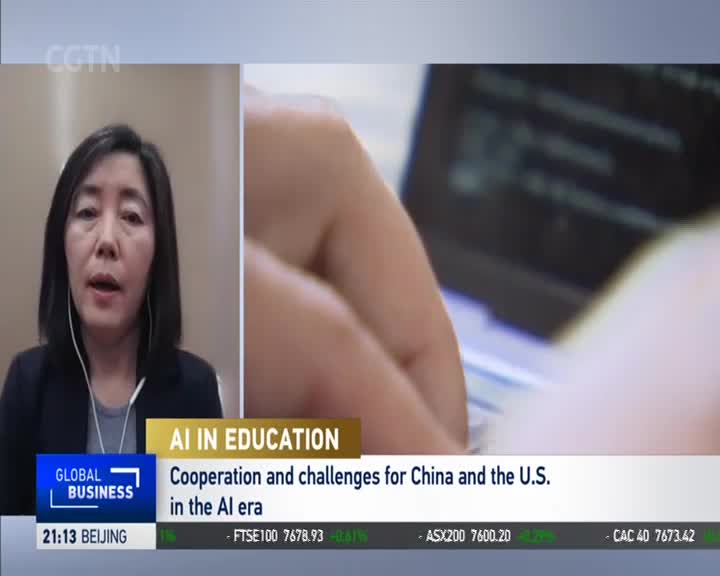 CGTN
AI IN EDUCATION
Cooperation and challenges for China and the U.S.
in the AI era
GLOBAL
BUSINESS
21:13 BEIJING
1% - FTSE100 7678.93 +0.61% - ASX200 7600.20 -0.29% - CAC 40 7673.42